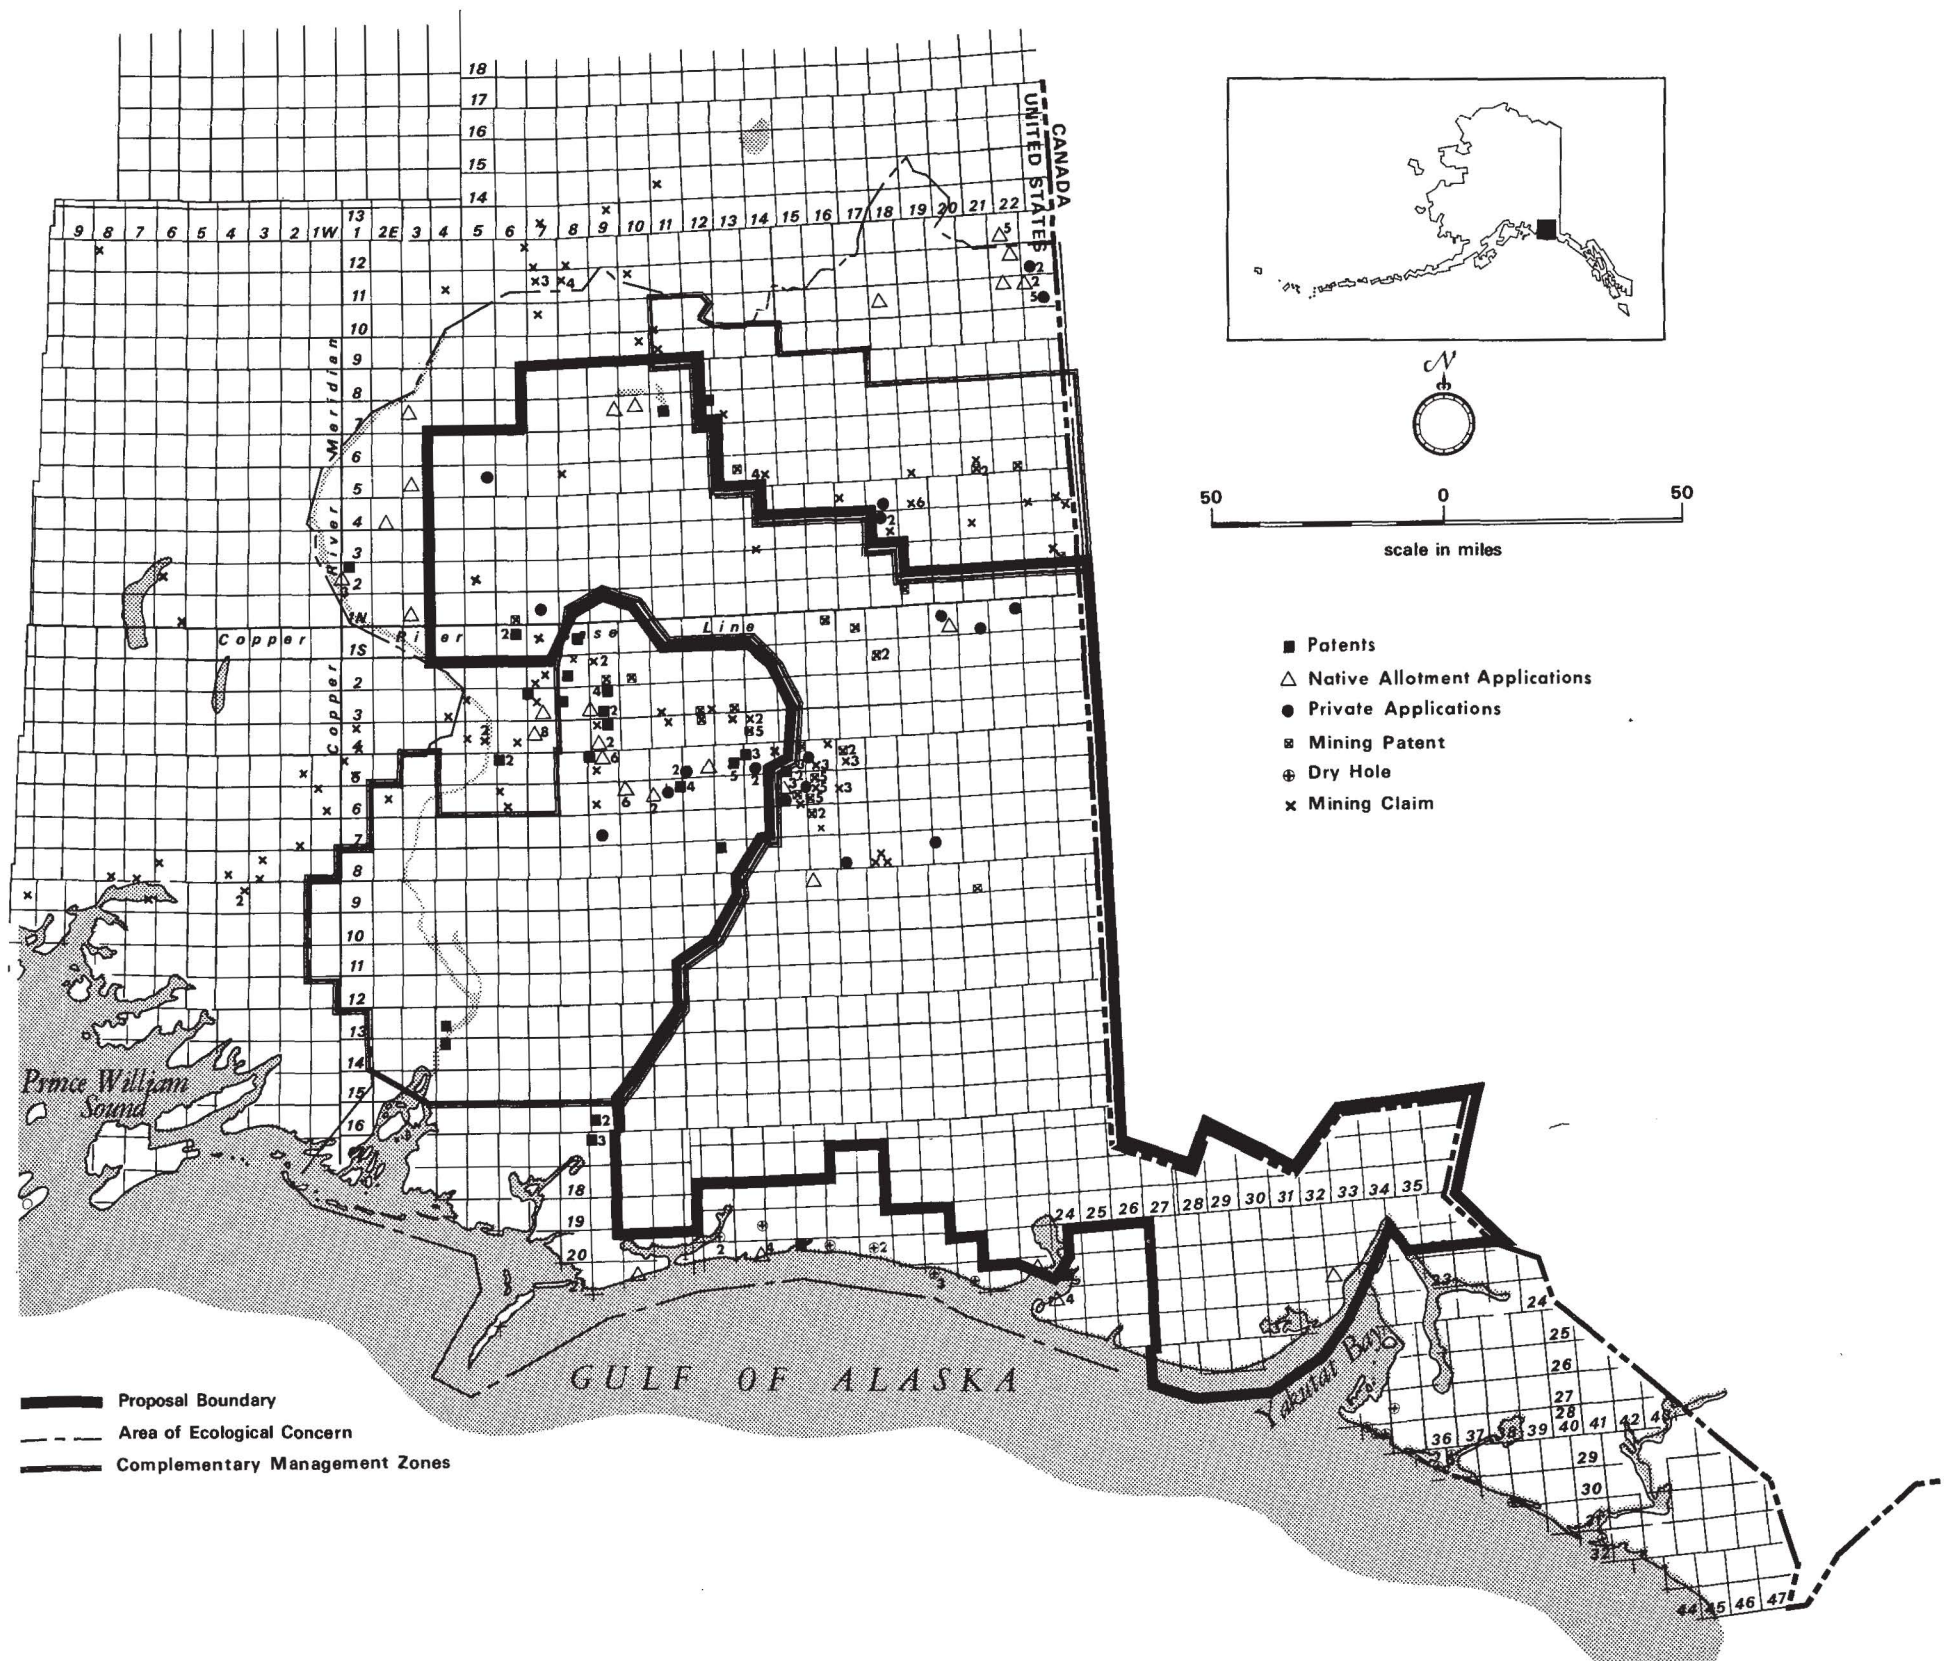 18
17
16
15
14
13
9 8 7 6 5 4 3 2 1W 1 2E 3 4 5 6 7 8 9 10 11 12 13 14 15 16 17 18 19 20 21 22
UNITED STATES
CANADA
12
11
10
9
8
7
6
5
4
3
2
1N
Copper River Meridian
Copper River Base Line
1S
2
3
4
5
6
7
8
9
10
11
12
13
14
15
16
18
19
20
21
24 25 26 27 28 29 30 31 32 33 34 35
23
24
25
26
27
28
36 37 38 39 40 41 42 43
29
30
31
32
44 45 46 47
Prince William
Sound
GULF OF ALASKA
Yakutat Bay
N
50 0 50
scale in miles
Patents
Native Allotment Applications
Private Applications
Mining Patent
Dry Hole
Mining Claim
Proposal Boundary
Area of Ecological Concern
Complementary Management Zones